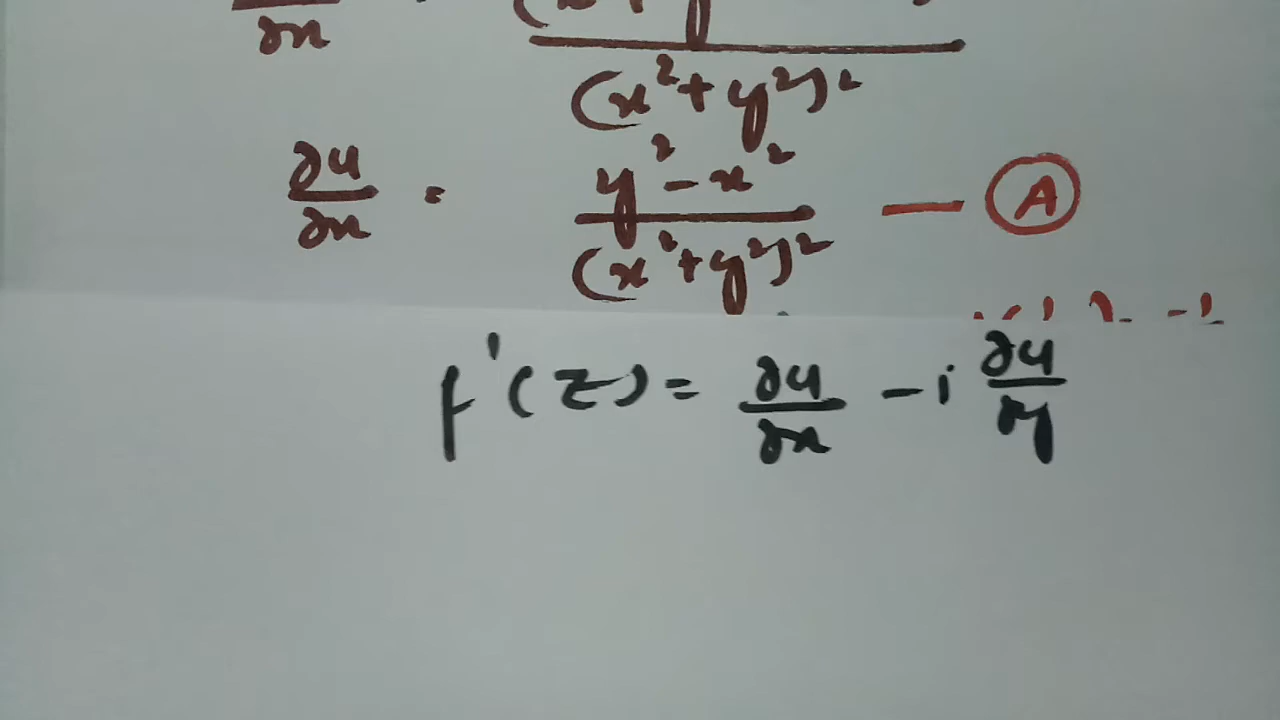 ∂x
(x²+y²)²
∂u/∂x = y²-x²/(x²+y²)² — A
f'(z) = ∂u/∂x - i ∂u/∂y